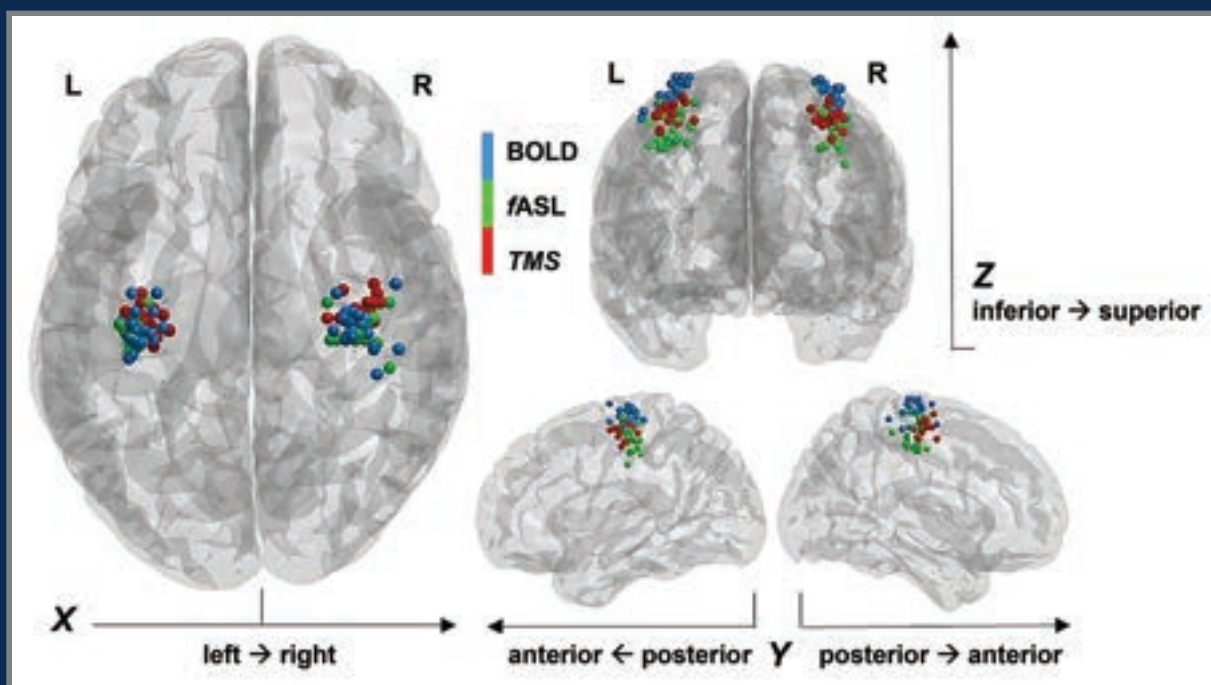 L
R
L
R
BOLD
fASL
TMS
Z
inferior → superior
X
left → right
anterior ← posterior
Y
posterior → anterior